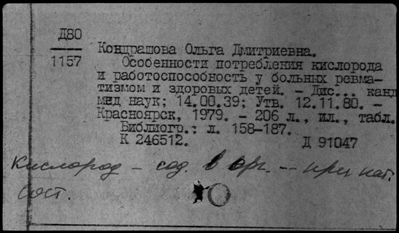 Д80
1157
Кондрашова Ольга Дмитриевна.
Особенности потребления кислорода
и работоспособность у больных ревма-
тизмом и здоровых детей. - Дис... канд
мед наук; 14.00.39; Утв. 12.11.80. -
Красноярск, 1979. - 206 л., ил., табл.
Библиогр.: л. 158-187.
К 246512. Д 91047
Кислород - сод. в орг. -- при пат.
сост.